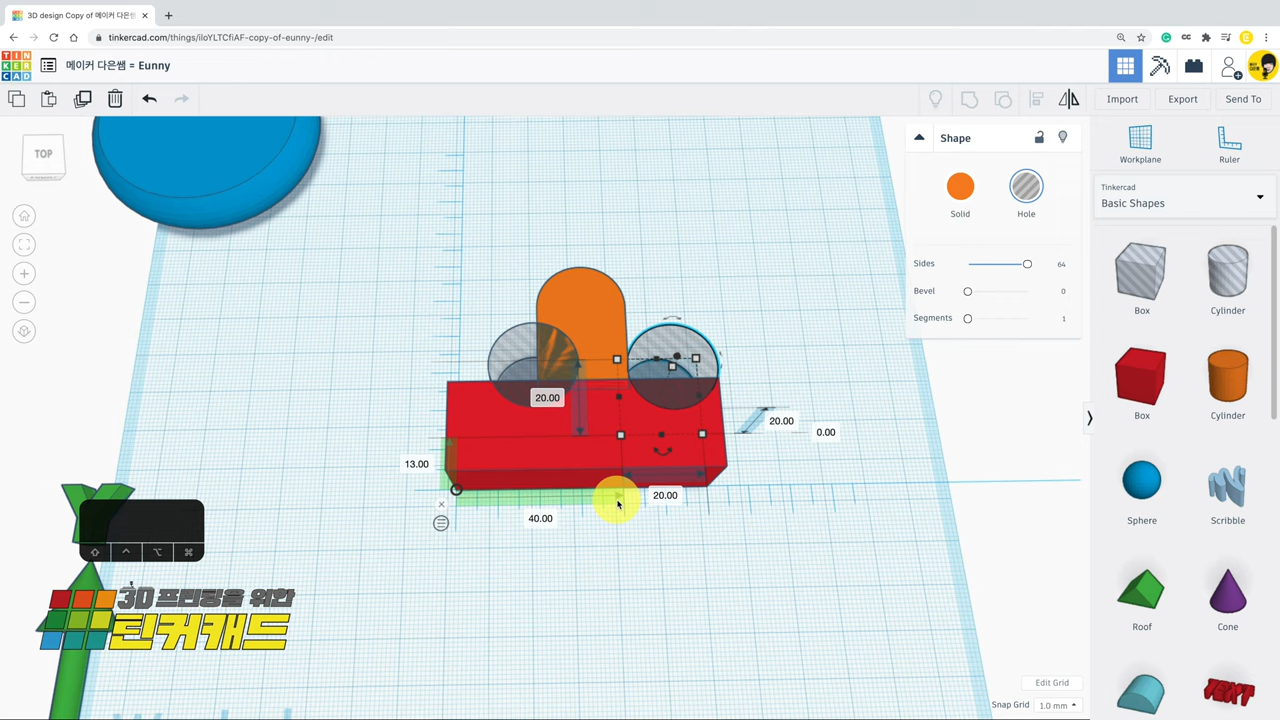 3D design Copy of 메이커 다은쌤
tinkercad.com/things/iloYLTCfiAF-copy-of-eunny-/edit
TIN
KER
CAD
메이커 다은쌤 = Eunny
Import
Export
Send To
TOP
Shape
Solid
Hole
Sides
64
Bevel
0
Segments
1
Workplane
Ruler
Tinkercad
Basic Shapes
Box
Cylinder
Box
Cylinder
Sphere
Scribble
Roof
Cone
TEXT
20.00
20.00
0.00
13.00
20.00
40.00
3D 프린팅을 위한
틴커캐드
Edit Grid
Snap Grid
1.0 mm